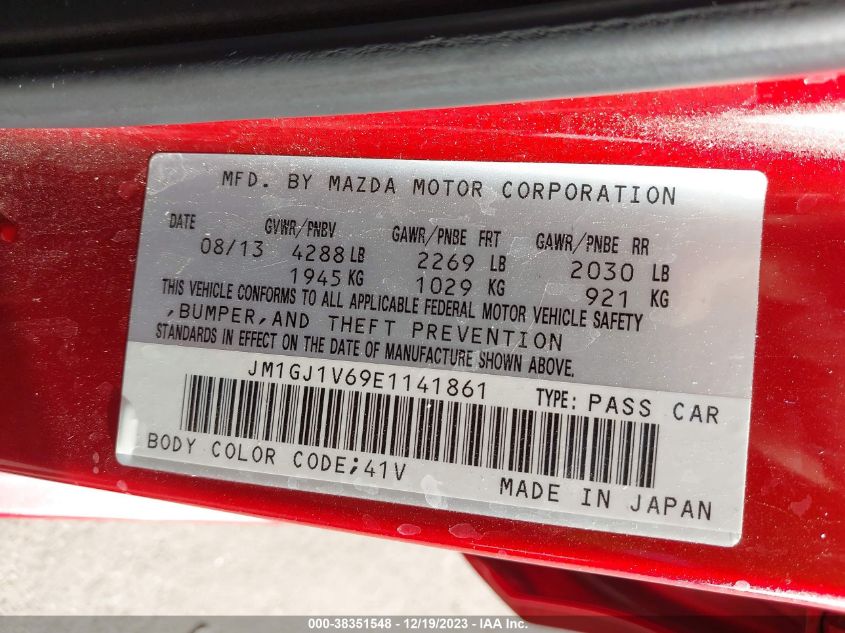 MFD. BY MAZDA MOTOR CORPORATION
DATE GVWR/PNBV GAWR/PNBE FRT GAWR/PNBE RR
08/13 4288 LB 2269 LB 2030 LB
1945 KG 1029 KG 921 KG
THIS VEHICLE CONFORMS TO ALL APPLICABLE FEDERAL MOTOR VEHICLE SAFETY
,BUMPER,AND THEFT PREVENTION
STANDARDS IN EFFECT ON THE DATE OF MANUFACTURE SHOWN ABOVE.
JM1GJ1V69E1141861 TYPE: PASS CAR
BODY COLOR CODE;41V
MADE IN JAPAN
000-38351548 - 12/19/2023 - IAA Inc.